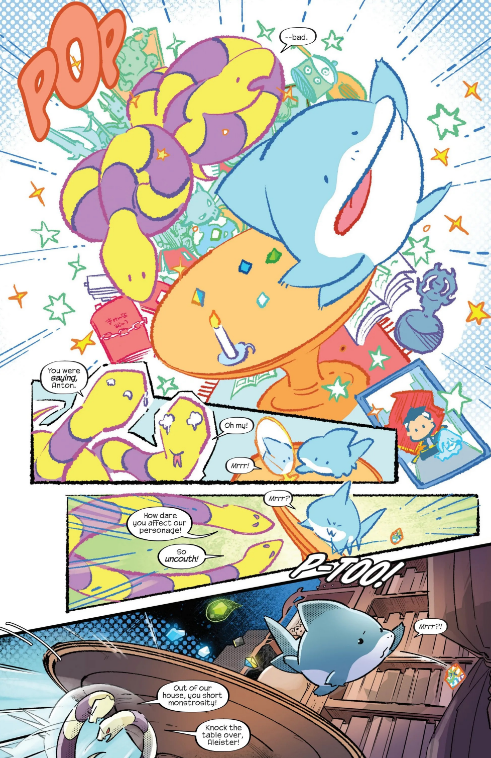 POP
--bad.
You were
saying,
Anton.
Oh my!
Mrrr!
Mrrr?
How dare
you affect our
personage!
So
uncouth!
P-TOO!
Mrrr?!
Out of our
house, you short
monstrosity!
Knock the
table over,
Aleister!